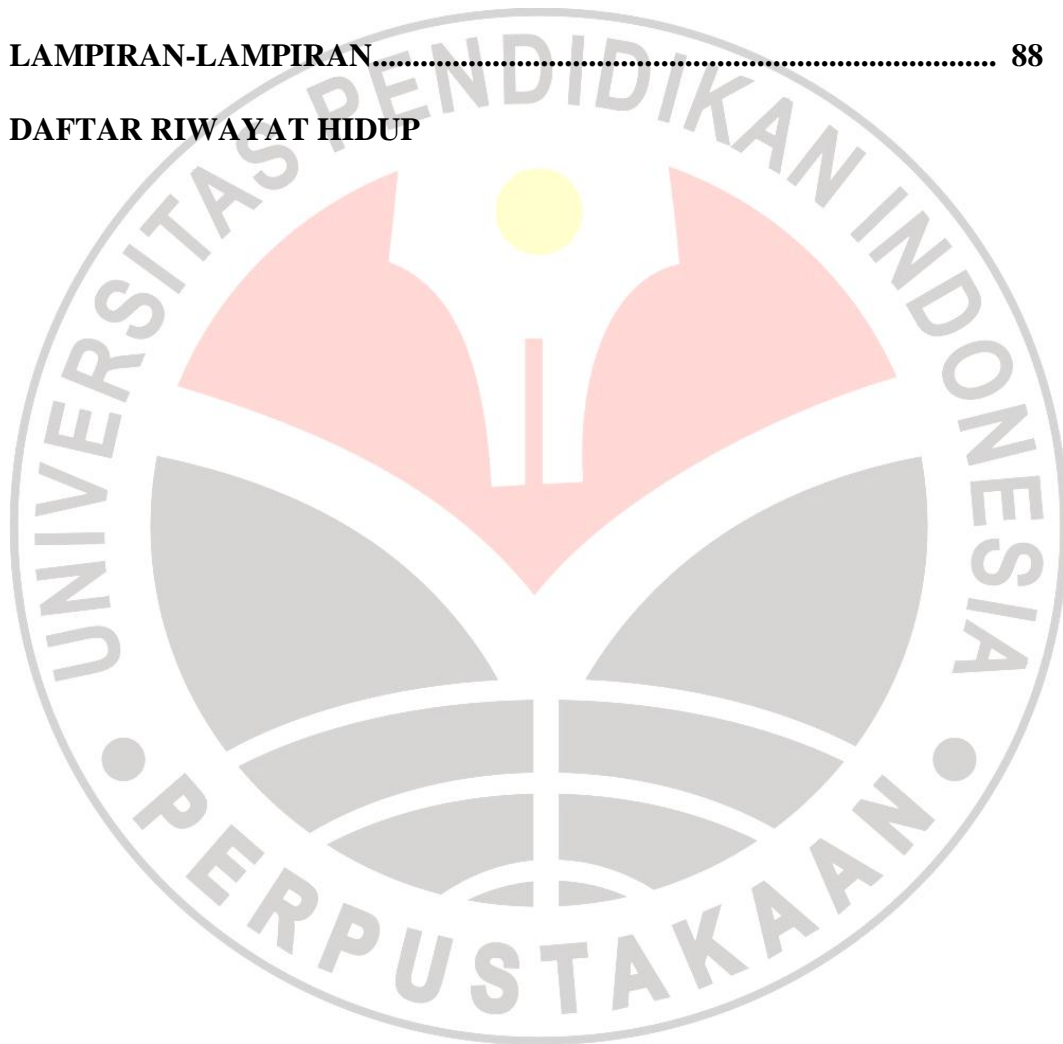 LAMPIRAN-LAMPIRAN............................................................................... 88
DAFTAR RIWAYAT HIDUP
UNIVERSITAS PENDIDIKAN INDONESIA
PERPUSTAKAAN